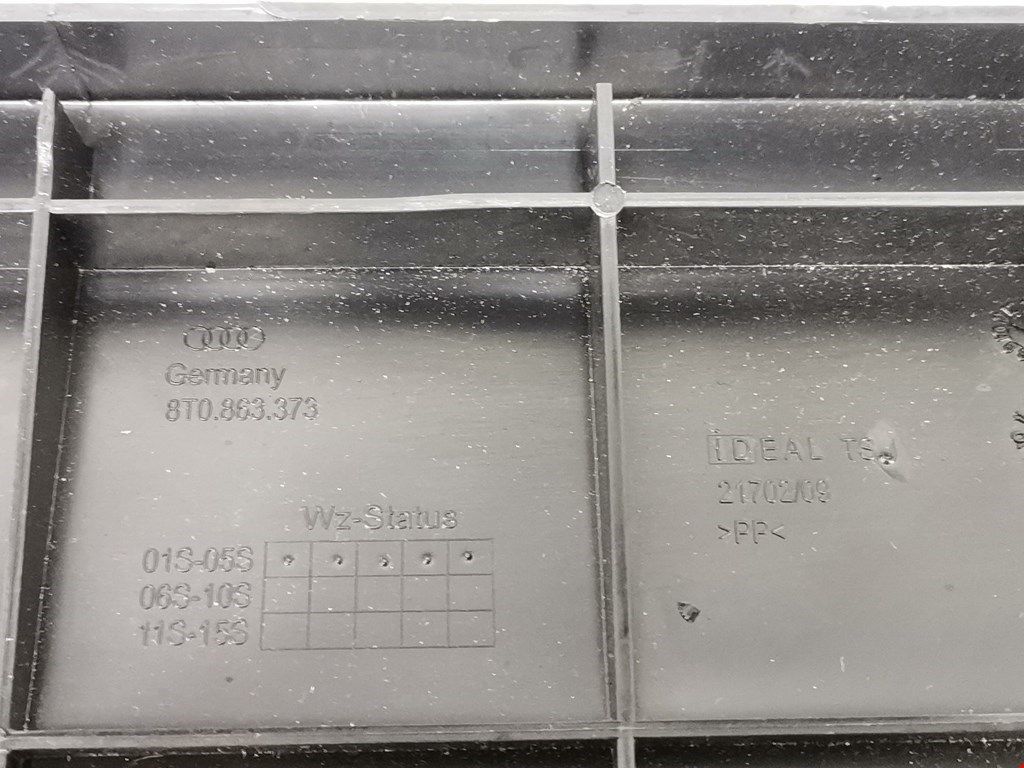 Germany
8T0.863.373
Wz-Status
01S-05S
06S-10S
11S-15S
iDEAL TS
21702/09
>PP<